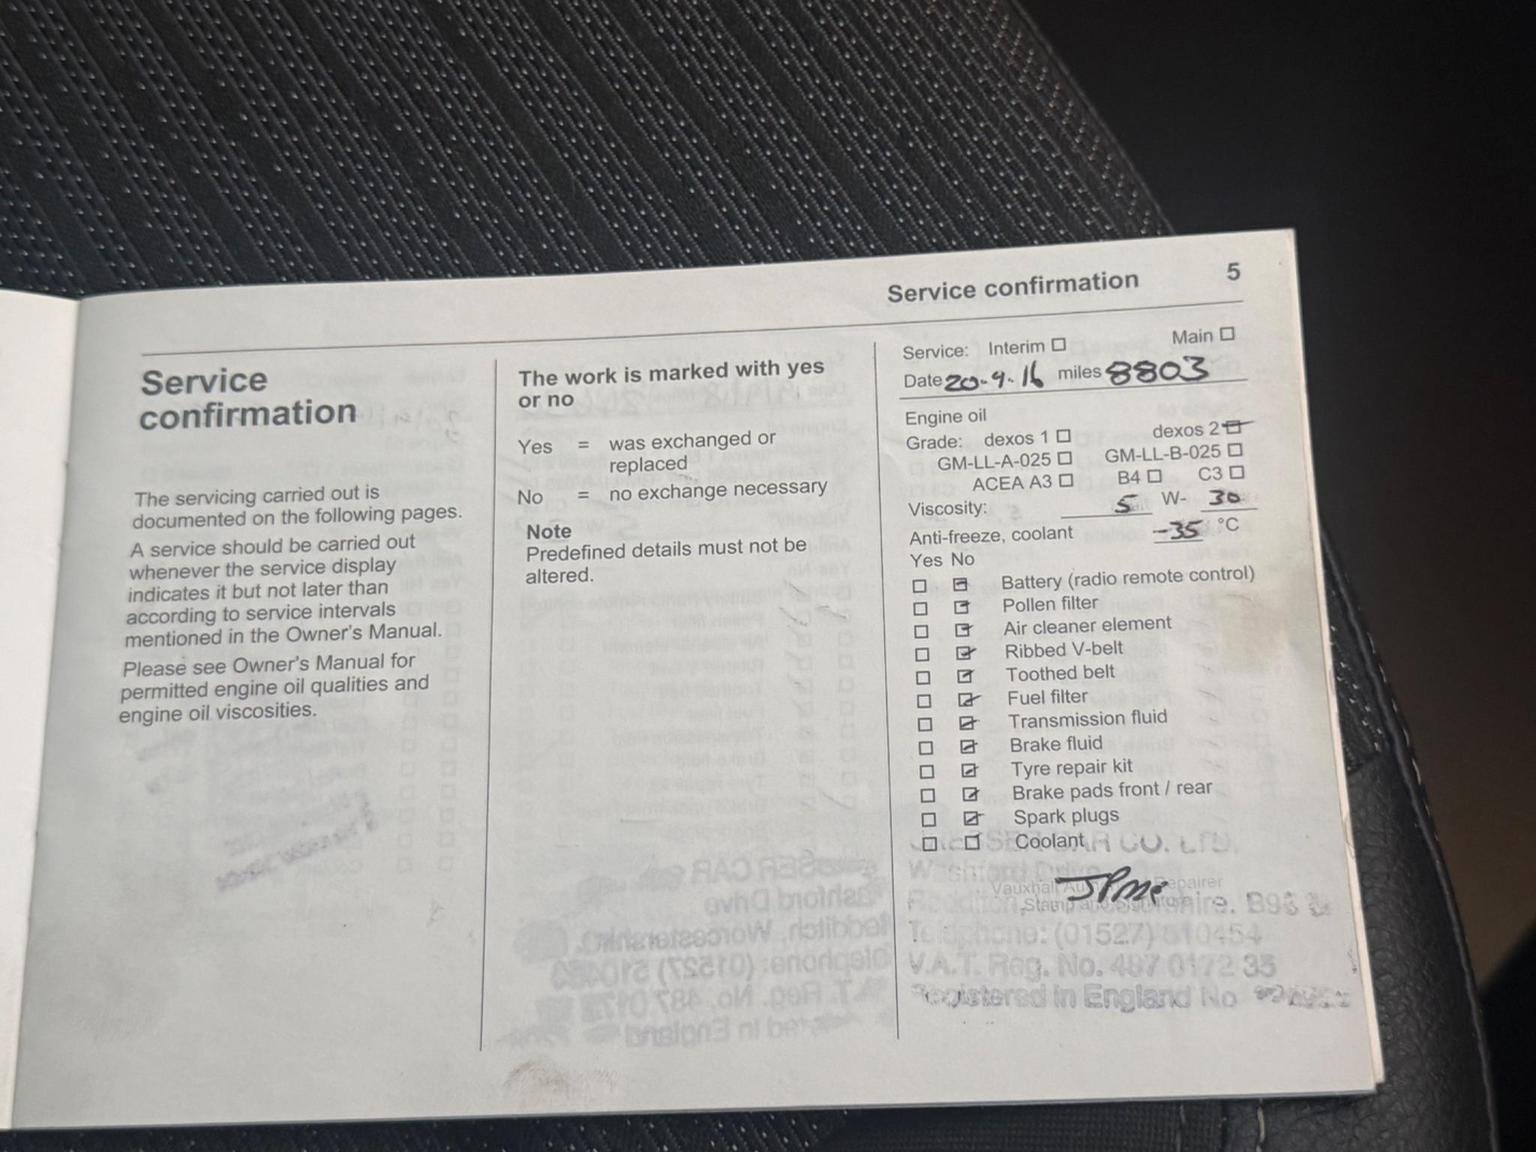 Service confirmation 5
Service
confirmation
The servicing carried out is
documented on the following pages.
A service should be carried out
whenever the service display
indicates it but not later than
according to service intervals
mentioned in the Owner's Manual.
Please see Owner's Manual for
permitted engine oil qualities and
engine oil viscosities.
The work is marked with yes
or no
Yes = was exchanged or
replaced
No = no exchange necessary
Note
Predefined details must not be
altered.
Service: Interim Main
Date 20-9-16 miles 8803
Engine oil
Grade: dexos 1 dexos 2
GM-LL-A-025 GM-LL-B-025
ACEA A3 B4 C3
Viscosity: 5 W- 30
Anti-freeze, coolant -35 °C
Yes No
Battery (radio remote control)
Pollen filter
Air cleaner element
Ribbed V-belt
Toothed belt
Fuel filter
Transmission fluid
Brake fluid
Tyre repair kit
Brake pads front / rear
Spark plugs
Coolant
CAR CO. LTD.
Washford Drive
Vauxhall Repairer
Stamp and
B98
Telephone: (01527) 510454
V.A.T. Reg. No. 487 0172 35
Registered in England No